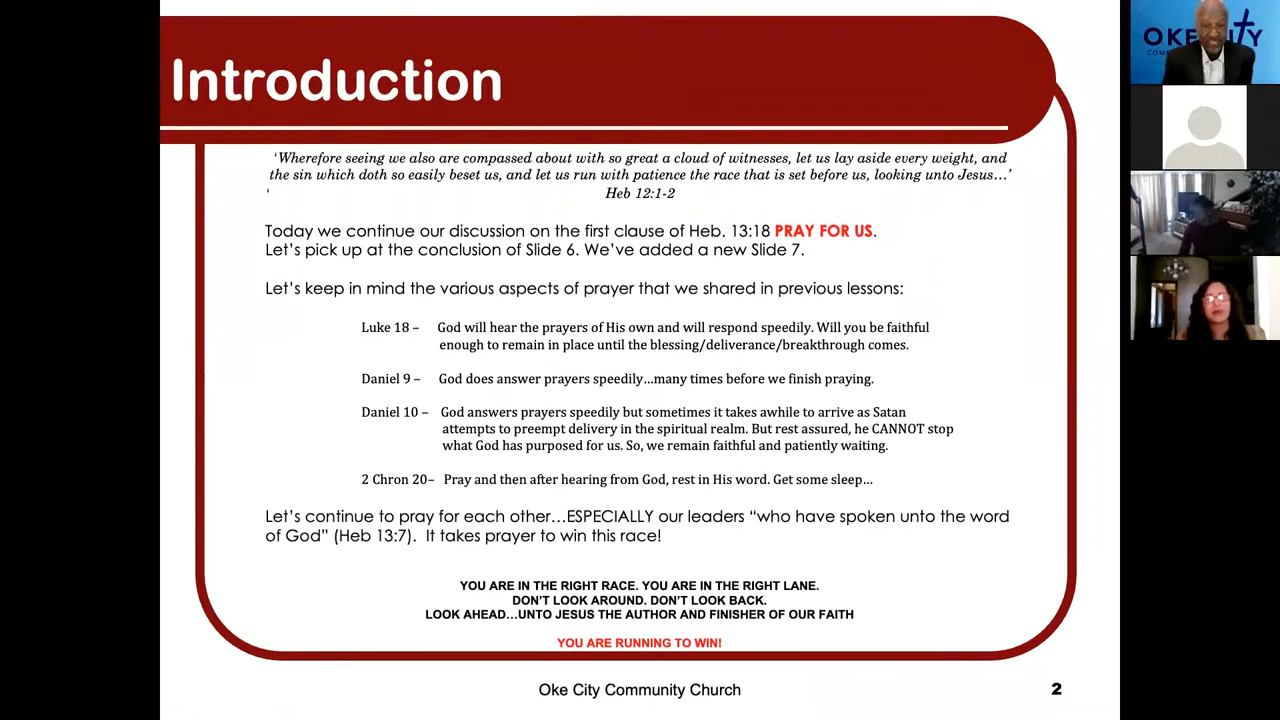 Introduction
‘Wherefore seeing we also are compassed about with so great a cloud of witnesses, let us lay aside every weight, and
the sin which doth so easily beset us, and let us run with patience the race that is set before us, looking unto Jesus…’
‘ Heb 12:1-2
Today we continue our discussion on the first clause of Heb. 13:18 PRAY FOR US.
Let’s pick up at the conclusion of Slide 6. We’ve added a new Slide 7.
Let’s keep in mind the various aspects of prayer that we shared in previous lessons:
Luke 18 – God will hear the prayers of His own and will respond speedily. Will you be faithful
enough to remain in place until the blessing/deliverance/breakthrough comes.
Daniel 9 – God does answer prayers speedily…many times before we finish praying.
Daniel 10 – God answers prayers speedily but sometimes it takes awhile to arrive as Satan
attempts to preempt delivery in the spiritual realm. But rest assured, he CANNOT stop
what God has purposed for us. So, we remain faithful and patiently waiting.
2 Chron 20– Pray and then after hearing from God, rest in His word. Get some sleep…
Let’s continue to pray for each other…ESPECIALLY our leaders “who have spoken unto the word
of God” (Heb 13:7). It takes prayer to win this race!
YOU ARE IN THE RIGHT RACE. YOU ARE IN THE RIGHT LANE.
DON’T LOOK AROUND. DON’T LOOK BACK.
LOOK AHEAD…UNTO JESUS THE AUTHOR AND FINISHER OF OUR FAITH
YOU ARE RUNNING TO WIN!
Oke City Community Church
2